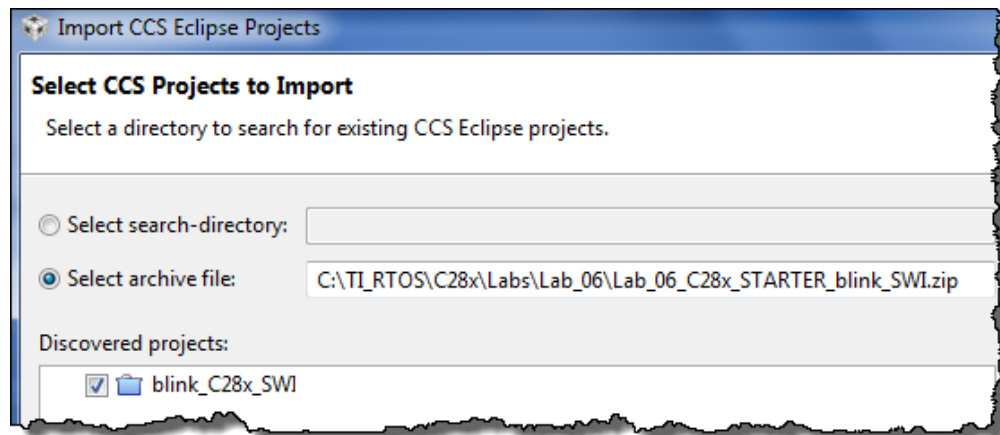 Import CCS Eclipse Projects
Select CCS Projects to Import
Select a directory to search for existing CCS Eclipse projects.
Select search-directory:
Select archive file: C:\TI_RTOS\C28x\Labs\Lab_06\Lab_06_C28x_STARTER_blink_SWI.zip
Discovered projects:
blink_C28x_SWI